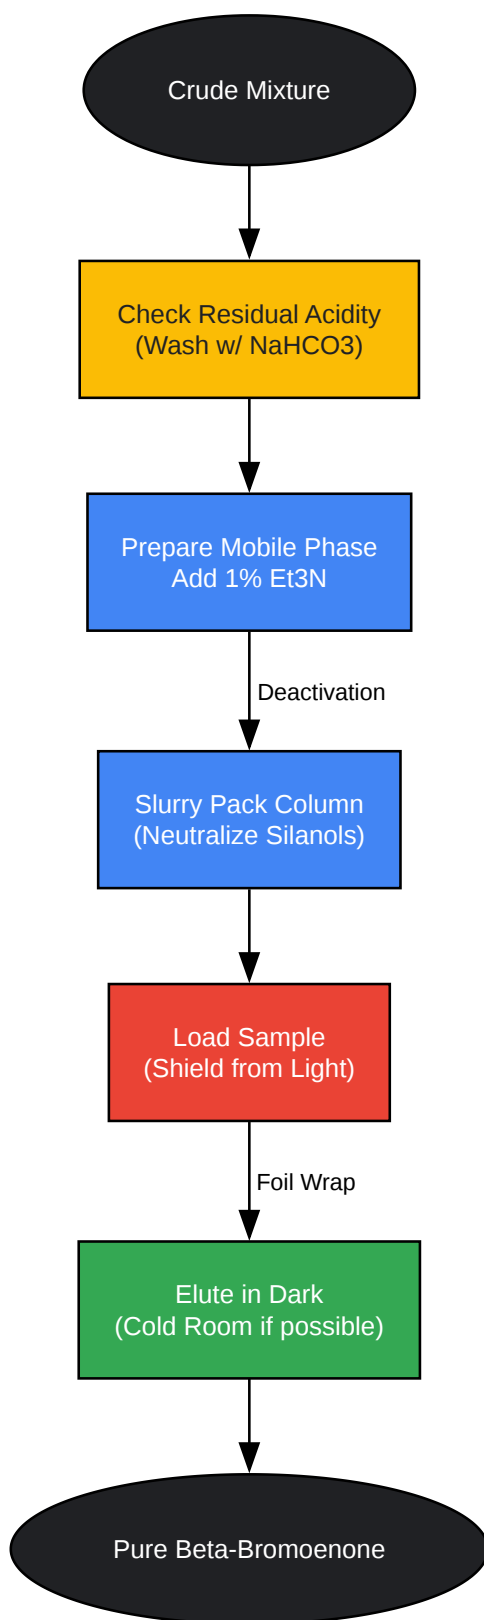 Crude Mixture
Check Residual Acidity
(Wash w/ NaHCO3)
Prepare Mobile Phase
Add 1% Et3N
Deactivation
Slurry Pack Column
(Neutralize Silanols)
Load Sample
(Shield from Light)
Foil Wrap
Elute in Dark
(Cold Room if possible)
Pure Beta-Bromoenone